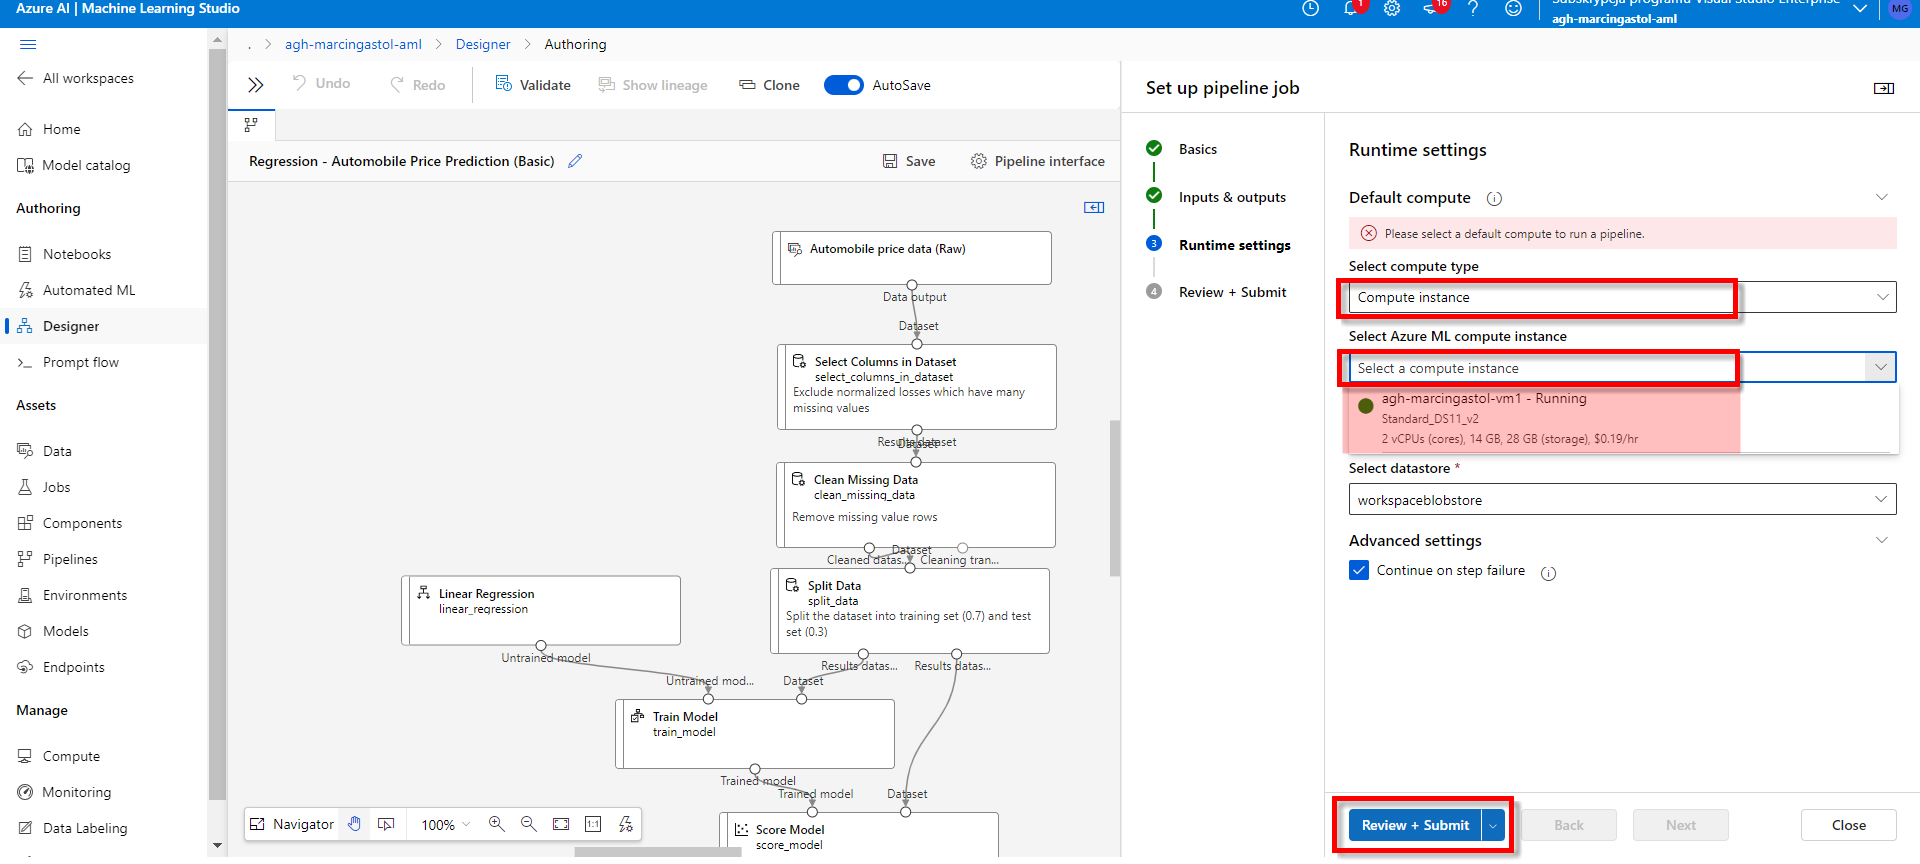 Azure AI | Machine Learning Studio
1
16
Subskrypcja programu Visual Studio Enterprise
agh-marcingastol-aml
MG
All workspaces
Home
Model catalog
Authoring
Notebooks
Automated ML
Designer
Prompt flow
Assets
Data
Jobs
Components
Pipelines
Environments
Models
Endpoints
Manage
Compute
Monitoring
Data Labeling
. > agh-marcingastol-aml > Designer > Authoring
Undo
Redo
Validate
Show lineage
Clone
AutoSave
Regression - Automobile Price Prediction (Basic)
Save
Pipeline interface
Automobile price data (Raw)
Data output
Dataset
Select Columns in Dataset
select_columns_in_dataset
Exclude normalized losses which have many
missing values
Results dataset
Dataset
Clean Missing Data
clean_missing_data
Remove missing value rows
Cleaned datas...
Dataset
Cleaning tran...
Split Data
split_data
Split the dataset into training set (0.7) and test
set (0.3)
Results datas...
Results datas...
Linear Regression
linear_regression
Untrained model
Untrained mod...
Dataset
Train Model
train_model
Trained model
Trained model
Dataset
Score Model
score_model
Navigator
100%
1:1
Set up pipeline job
Basics
Inputs & outputs
3
Runtime settings
4
Review + Submit
Runtime settings
Default compute
Please select a default compute to run a pipeline.
Select compute type
Compute instance
Select Azure ML compute instance
Select a compute instance
agh-marcingastol-vm1 - Running
Standard_DS11_v2
2 vCPUs (cores), 14 GB, 28 GB (storage), $0.19/hr
Select datastore *
workspaceblobstore
Advanced settings
Continue on step failure
Review + Submit
Back
Next
Close